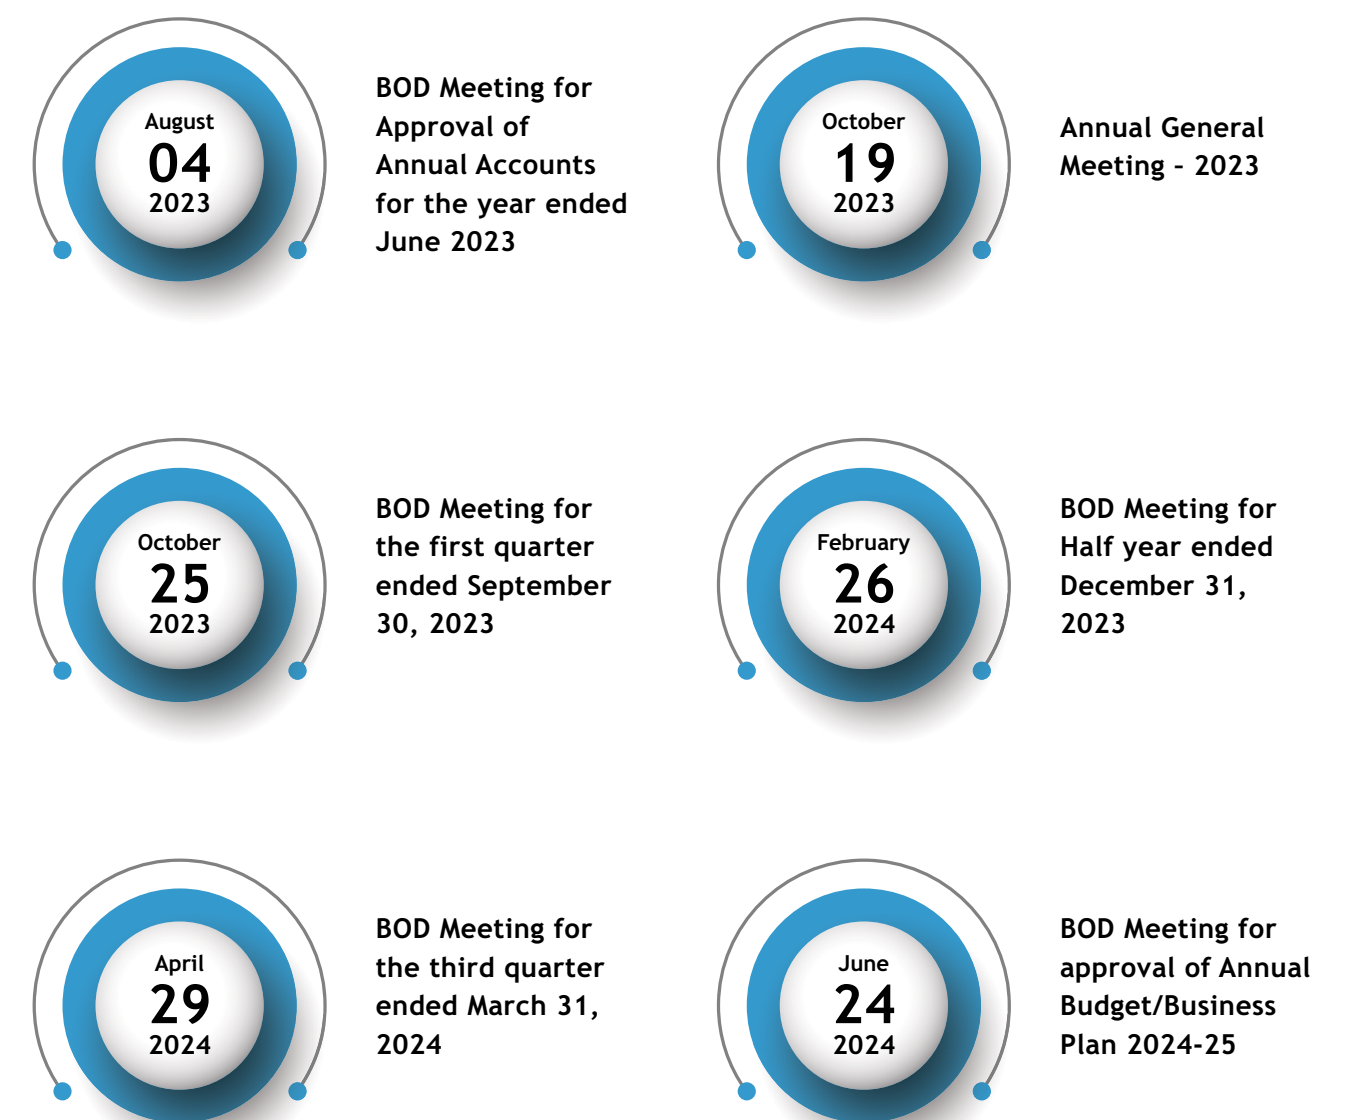 August
04
2023
BOD Meeting for
Approval of
Annual Accounts
for the year ended
June 2023
October
19
2023
Annual General
Meeting – 2023
October
25
2023
BOD Meeting for
the first quarter
ended September
30, 2023
February
26
2024
BOD Meeting for
Half year ended
December 31,
2023
April
29
2024
BOD Meeting for
the third quarter
ended March 31,
2024
June
24
2024
BOD Meeting for
approval of Annual
Budget/Business
Plan 2024-25